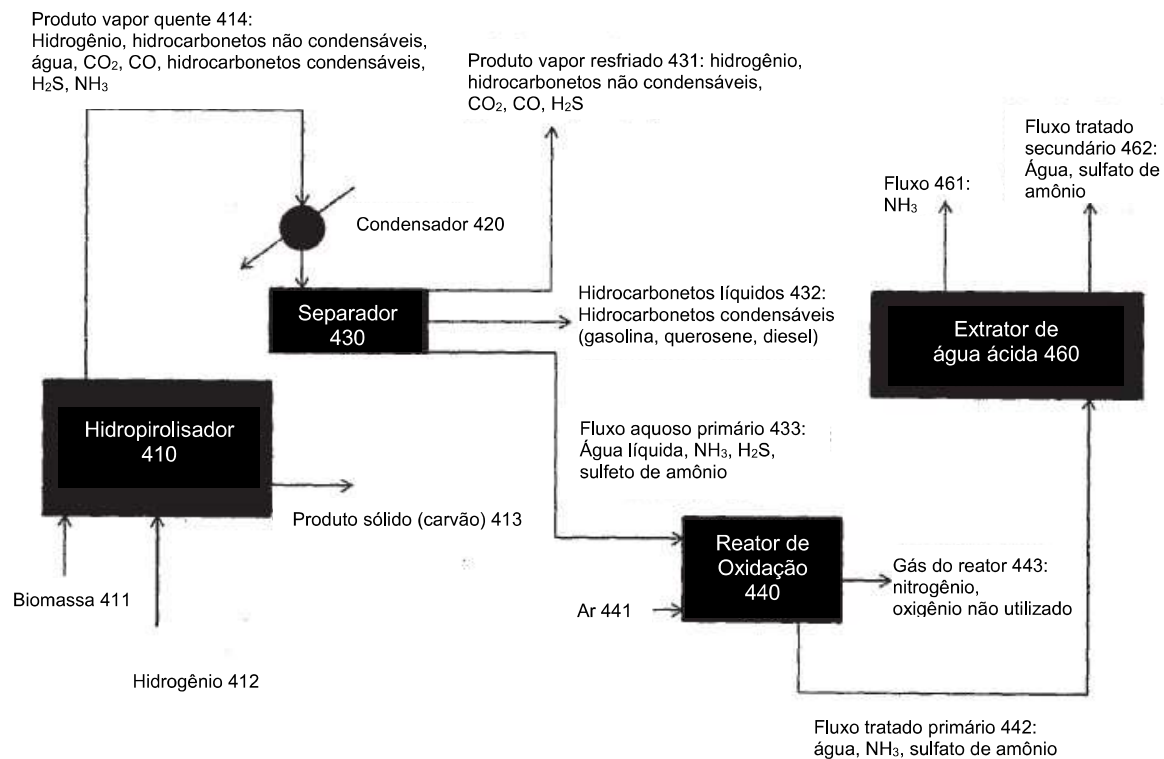 Produto vapor quente 414:
Hidrogênio, hidrocarbonetos não condensáveis,
água, CO₂, CO, hidrocarbonetos condensáveis,
H₂S, NH₃
Produto vapor resfriado 431: hidrogênio,
hidrocarbonetos não condensáveis,
CO₂, CO, H₂S
Fluxo tratado
secundário 462:
Água, sulfato de
amônio
Fluxo 461:
NH₃
Condensador 420
Separador
430
Hidrocarbonetos líquidos 432:
Hidrocarbonetos condensáveis
(gasolina, querosene, diesel)
Extrator de
água ácida 460
Hidropirolisador
410
Fluxo aquoso primário 433:
Água líquida, NH₃, H₂S,
sulfeto de amônio
Produto sólido (carvão) 413
Reator de
Oxidação
440
Gás do reator 443:
nitrogênio,
oxigênio não utilizado
Biomassa 411
Ar 441
Hidrogênio 412
Fluxo tratado primário 442:
água, NH₃, sulfato de amônio